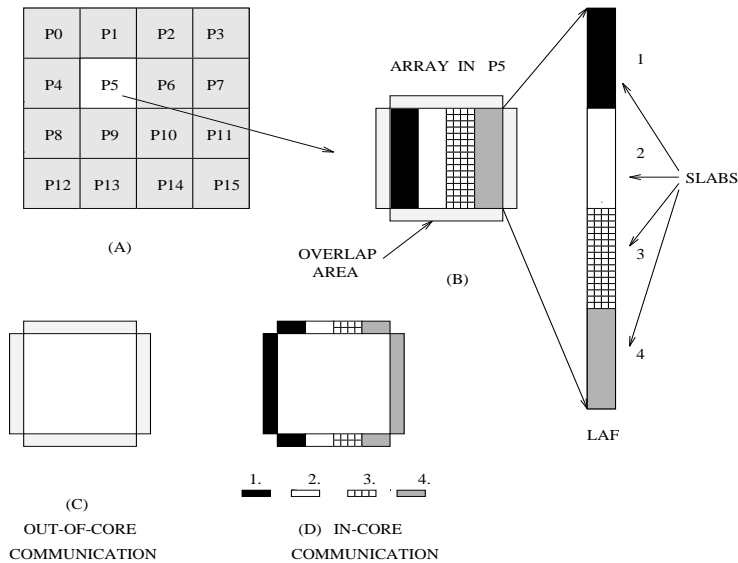 P0 P1 P2 P3
P4 P5 P6 P7
P8 P9 P10 P11
P12 P13 P14 P15
(A)
ARRAY IN P5
OVERLAP
AREA
(B)
1
2
3
4
SLABS
LAF
(C)
OUT-OF-CORE
COMMUNICATION
1. 2. 3. 4.
(D) IN-CORE
COMMUNICATION